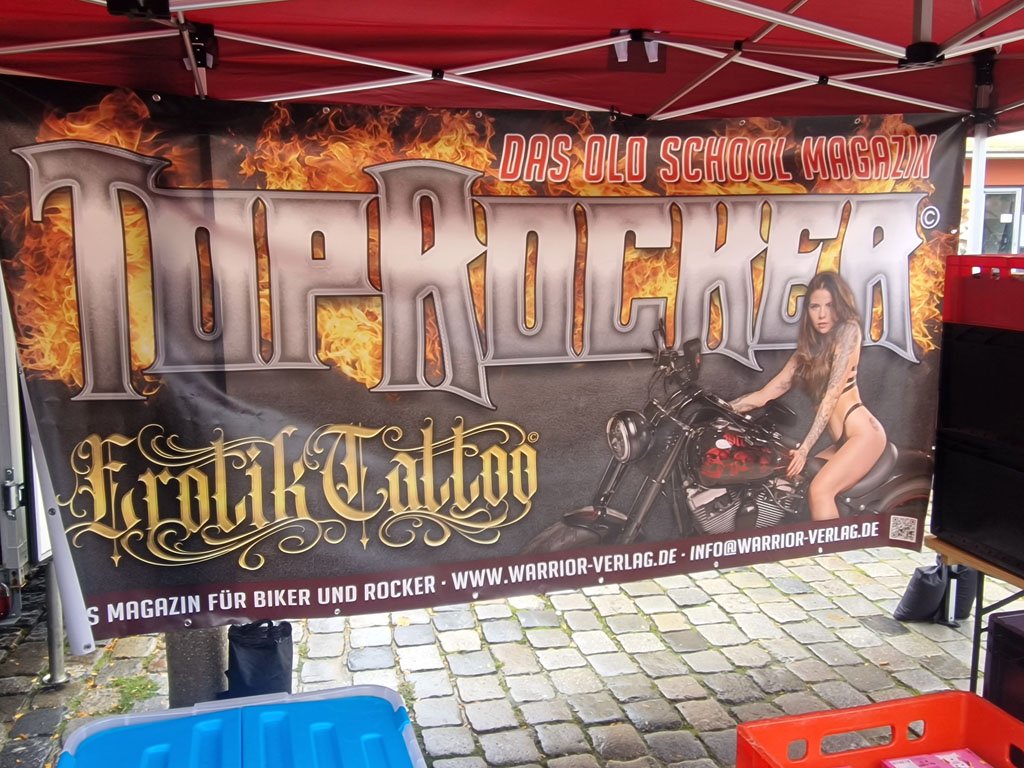 DAS OLD SCHOOL MAGAZIN
TOPROCKER ©
EROTIK TATTOO ©
S MAGAZIN FÜR BIKER UND ROCKER · WWW.WARRIOR-VERLAG.DE · INFO@WARRIOR-VERLAG.DE